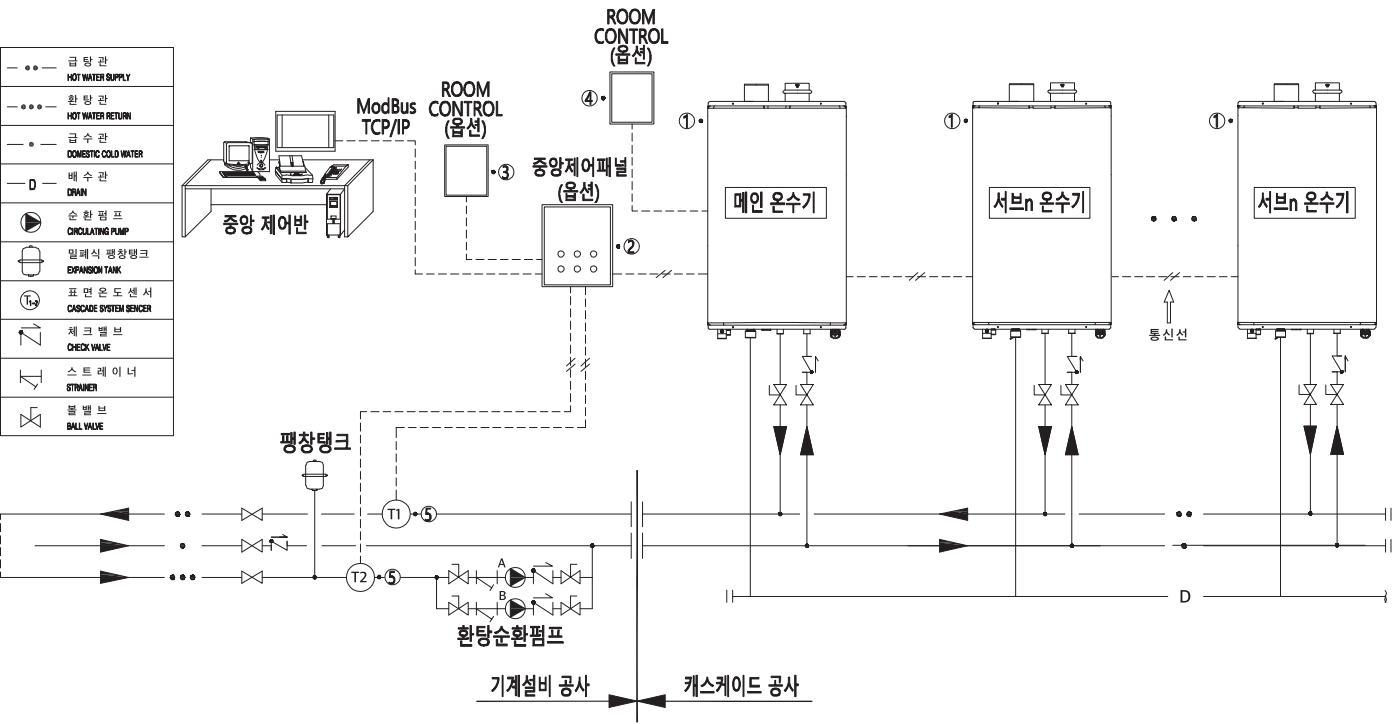 급 탕 관
HOT WATER SUPPLY
환 탕 관
HOT WATER RETURN
급 수 관
DOMESTIC COLD WATER
D
배 수 관
DRAIN
순 환 펌 프
CIRCULATING PUMP
밀폐식 팽창탱크
EXPANSION TANK
T1~2
표 면 온 도 센 서
CASCADE SYSTEM SENCER
체 크 밸 브
CHECK VALVE
스 트 레 이 너
STRAINER
볼 밸 브
BALL VALVE
중앙 제어반
ModBus
TCP/IP
ROOM
CONTROL
(옵션)
③
ROOM
CONTROL
(옵션)
④
중앙제어패널
(옵션)
②
①
메인 온수기
①
서브n 온수기
①
서브n 온수기
통신선
팽창탱크
T1
⑤
T2
⑤
A
B
환탕순환펌프
D
기계설비 공사
캐스케이드 공사